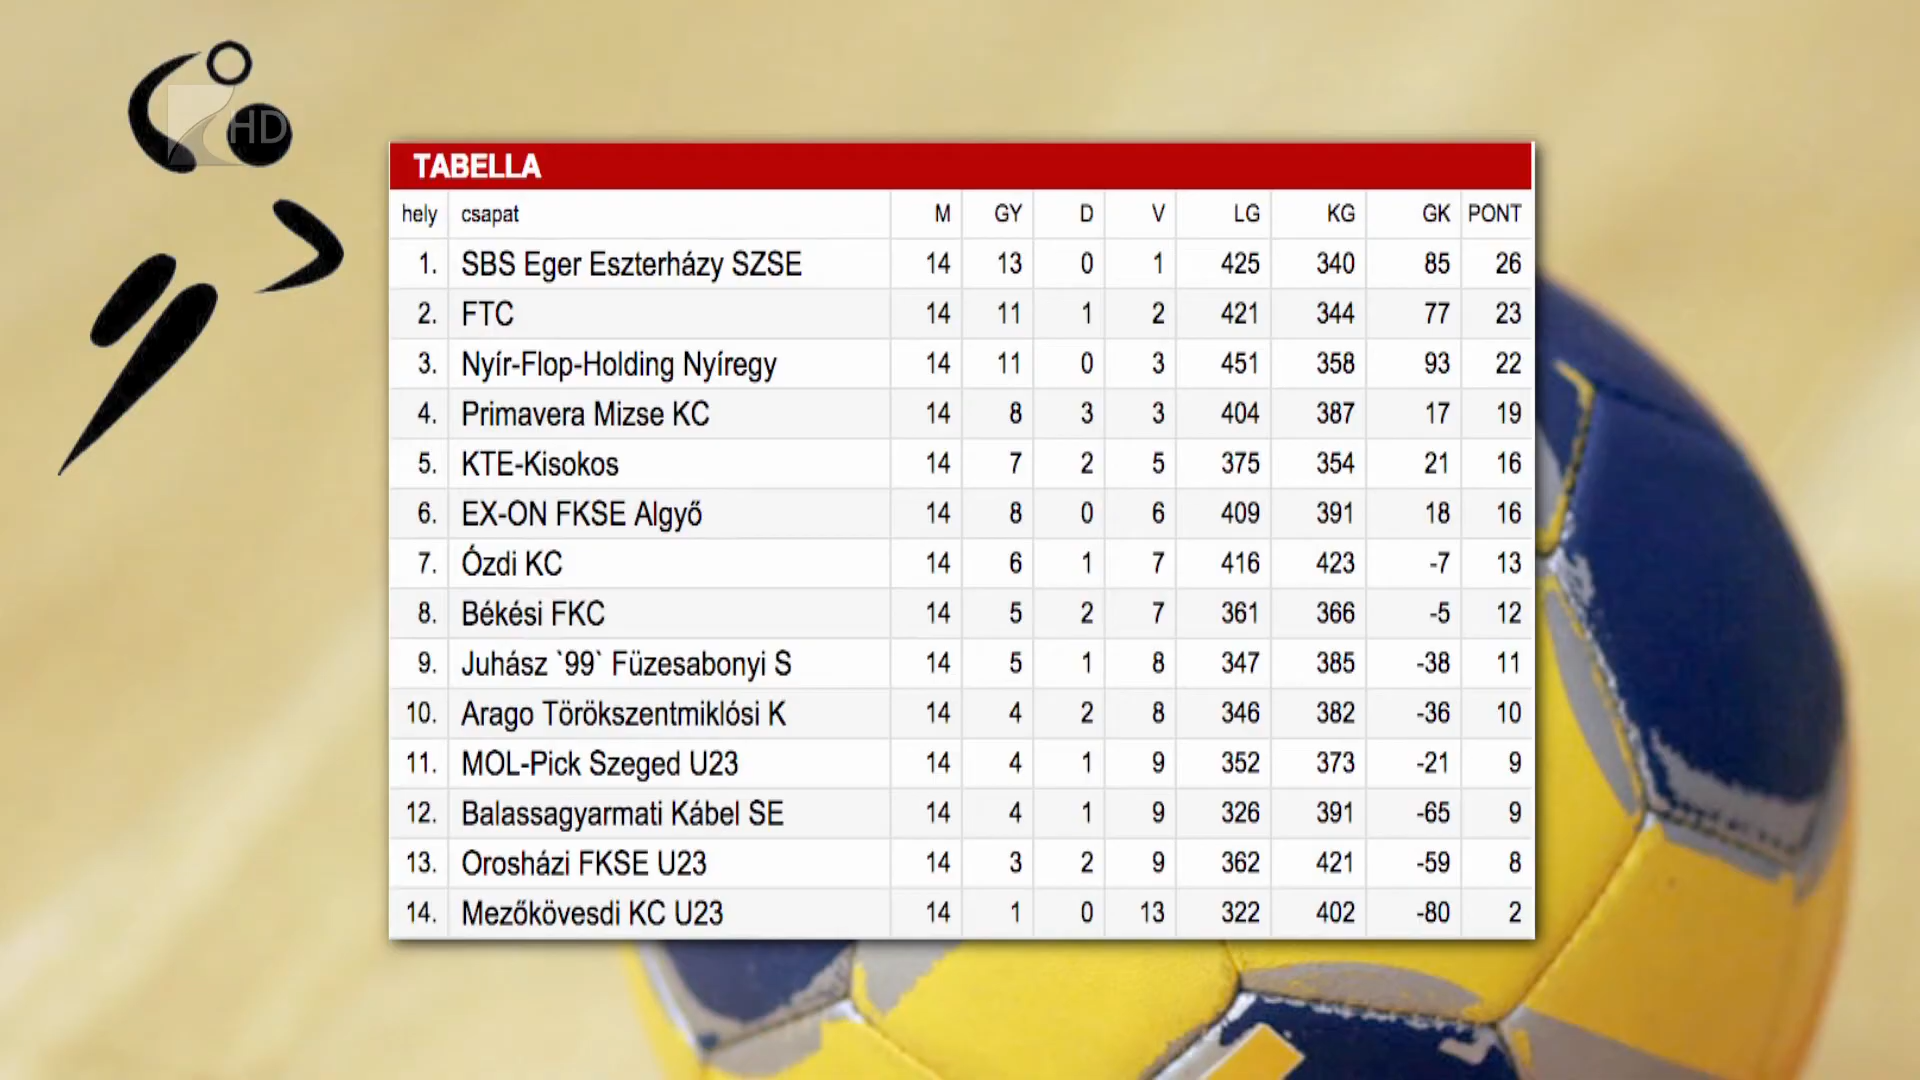 HD
TABELLA
hely csapat M GY D V LG KG GK PONT
1. SBS Eger Eszterházy SZSE 14 13 0 1 425 340 85 26
2. FTC 14 11 1 2 421 344 77 23
3. Nyír-Flop-Holding Nyíregy 14 11 0 3 451 358 93 22
4. Primavera Mizse KC 14 8 3 3 404 387 17 19
5. KTE-Kisokos 14 7 2 5 375 354 21 16
6. EX-ON FKSE Algyő 14 8 0 6 409 391 18 16
7. Ózdi KC 14 6 1 7 416 423 -7 13
8. Békési FKC 14 5 2 7 361 366 -5 12
9. Juhász `99` Füzesabonyi S 14 5 1 8 347 385 -38 11
10. Arago Törökszentmiklósi K 14 4 2 8 346 382 -36 10
11. MOL-Pick Szeged U23 14 4 1 9 352 373 -21 9
12. Balassagyarmati Kábel SE 14 4 1 9 326 391 -65 9
13. Orosházi FKSE U23 14 3 2 9 362 421 -59 8
14. Mezőkövesdi KC U23 14 1 0 13 322 402 -80 2